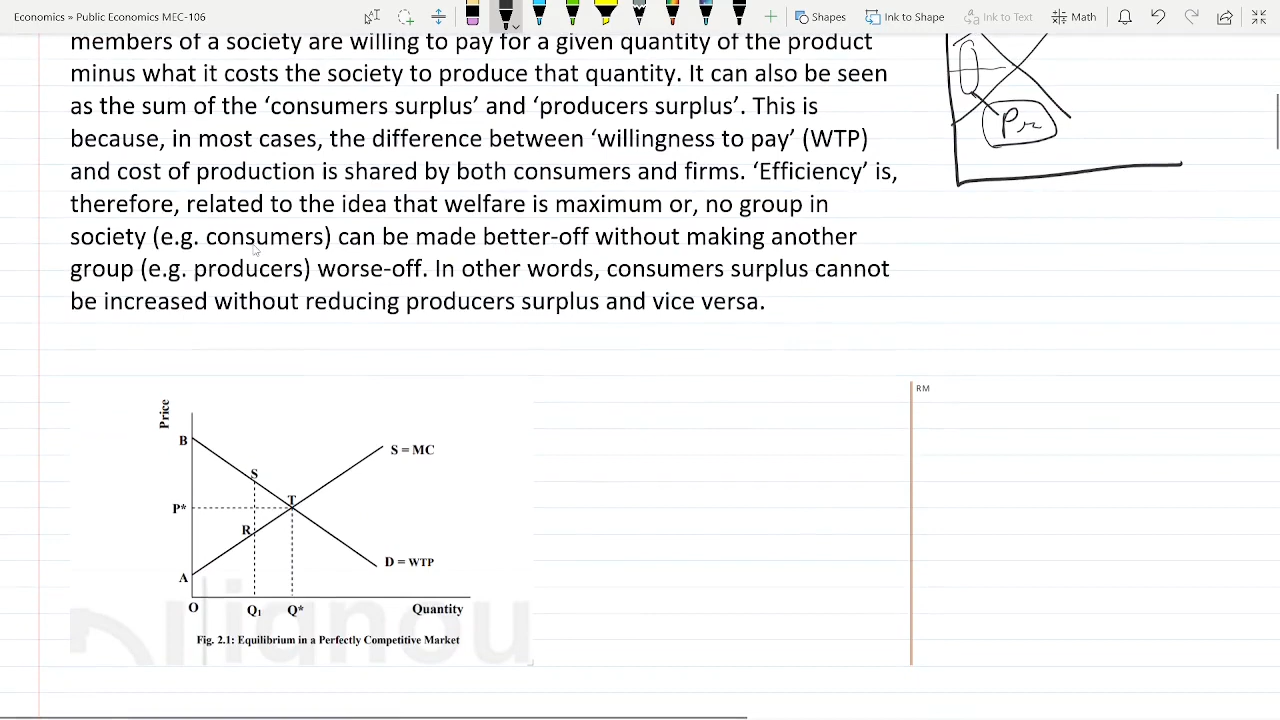 Economics » Public Economics MEC-106
Shapes
Ink to Shape
Ink to Text
Math
members of a society are willing to pay for a given quantity of the product
minus what it costs the society to produce that quantity. It can also be seen
as the sum of the ‘consumers surplus’ and ‘producers surplus’. This is
because, in most cases, the difference between ‘willingness to pay’ (WTP)
and cost of production is shared by both consumers and firms. ‘Efficiency’ is,
therefore, related to the idea that welfare is maximum or, no group in
society (e.g. consumers) can be made better-off without making another
group (e.g. producers) worse-off. In other words, consumers surplus cannot
be increased without reducing producers surplus and vice versa.
RM
Price
B
S = MC
S
P*
T
R
D = WTP
A
O
Q₁
Q*
Quantity
Fig. 2.1: Equilibrium in a Perfectly Competitive Market
ignou